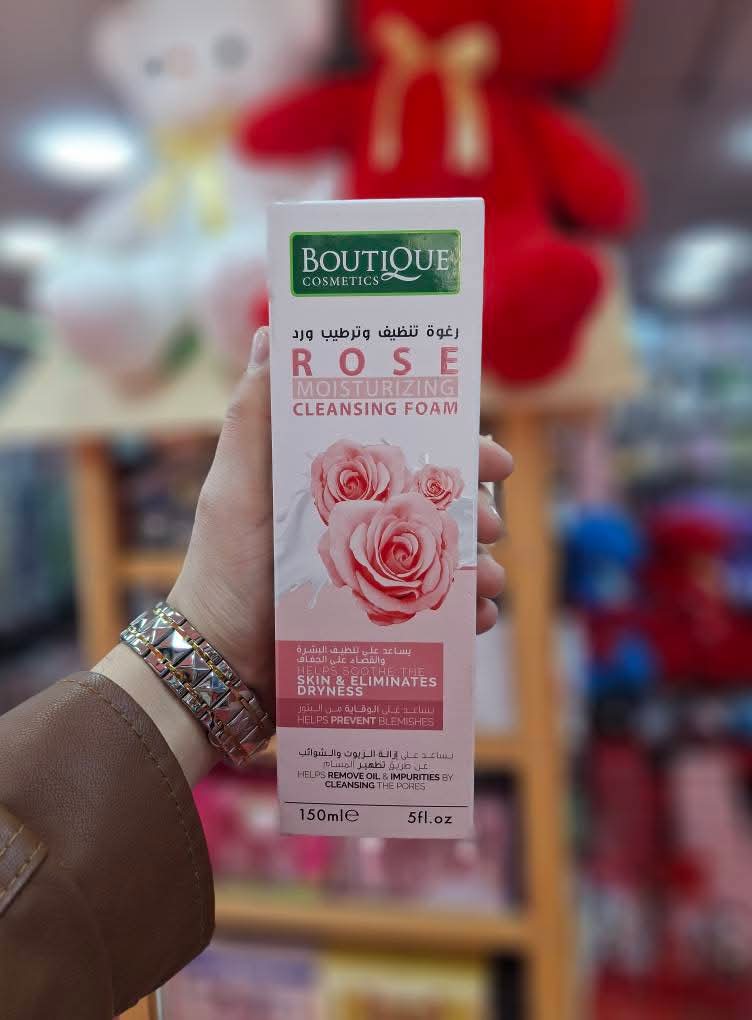 BOUTIQUE
COSMETICS
رغوة تنظيف وترطيب ورد
ROSE
MOISTURIZING
CLEANSING FOAM
يساعد على تنظيف البشرة
والقضاء على الجفاف
HELPS SOOTHE THE
SKIN & ELIMINATES
DRYNESS
يساعد على الوقاية من البثور
HELPS PREVENT BLEMISHES
يساعد على إزالة الزيوت والشوائب
عن طريق تطهير المسام
HELPS REMOVE OIL & IMPURITIES BY
CLEANSING THE PORES
150ml℮ 5fl.oz